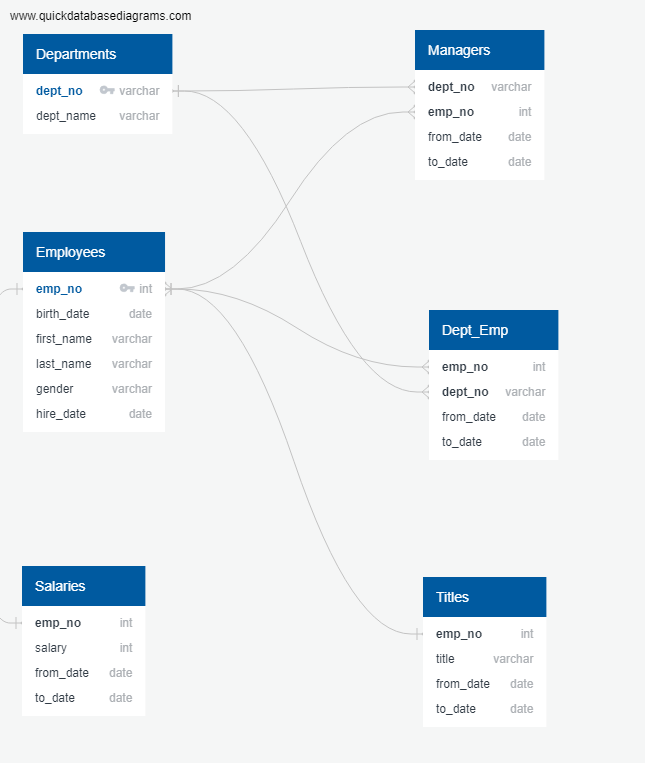 www.quickdatabasediagrams.com
Departments
dept_no varchar
dept_name varchar
Managers
dept_no varchar
emp_no int
from_date date
to_date date
Employees
emp_no int
birth_date date
first_name varchar
last_name varchar
gender varchar
hire_date date
Dept_Emp
emp_no int
dept_no varchar
from_date date
to_date date
Salaries
emp_no int
salary int
from_date date
to_date date
Titles
emp_no int
title varchar
from_date date
to_date date